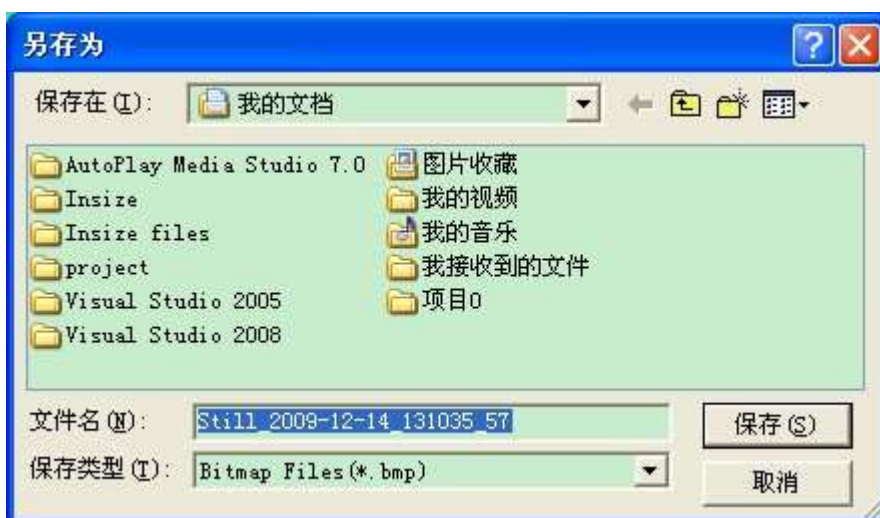 另存为
保存在(I):
我的文档
AutoPlay Media Studio 7.0
Insize
Insize files
project
Visual Studio 2005
Visual Studio 2008
图片收藏
我的视频
我的音乐
我接收到的文件
项目0
文件名(N):
Still_2009-12-14_131035_57
保存(S)
保存类型(T):
Bitmap Files(*.bmp)
取消